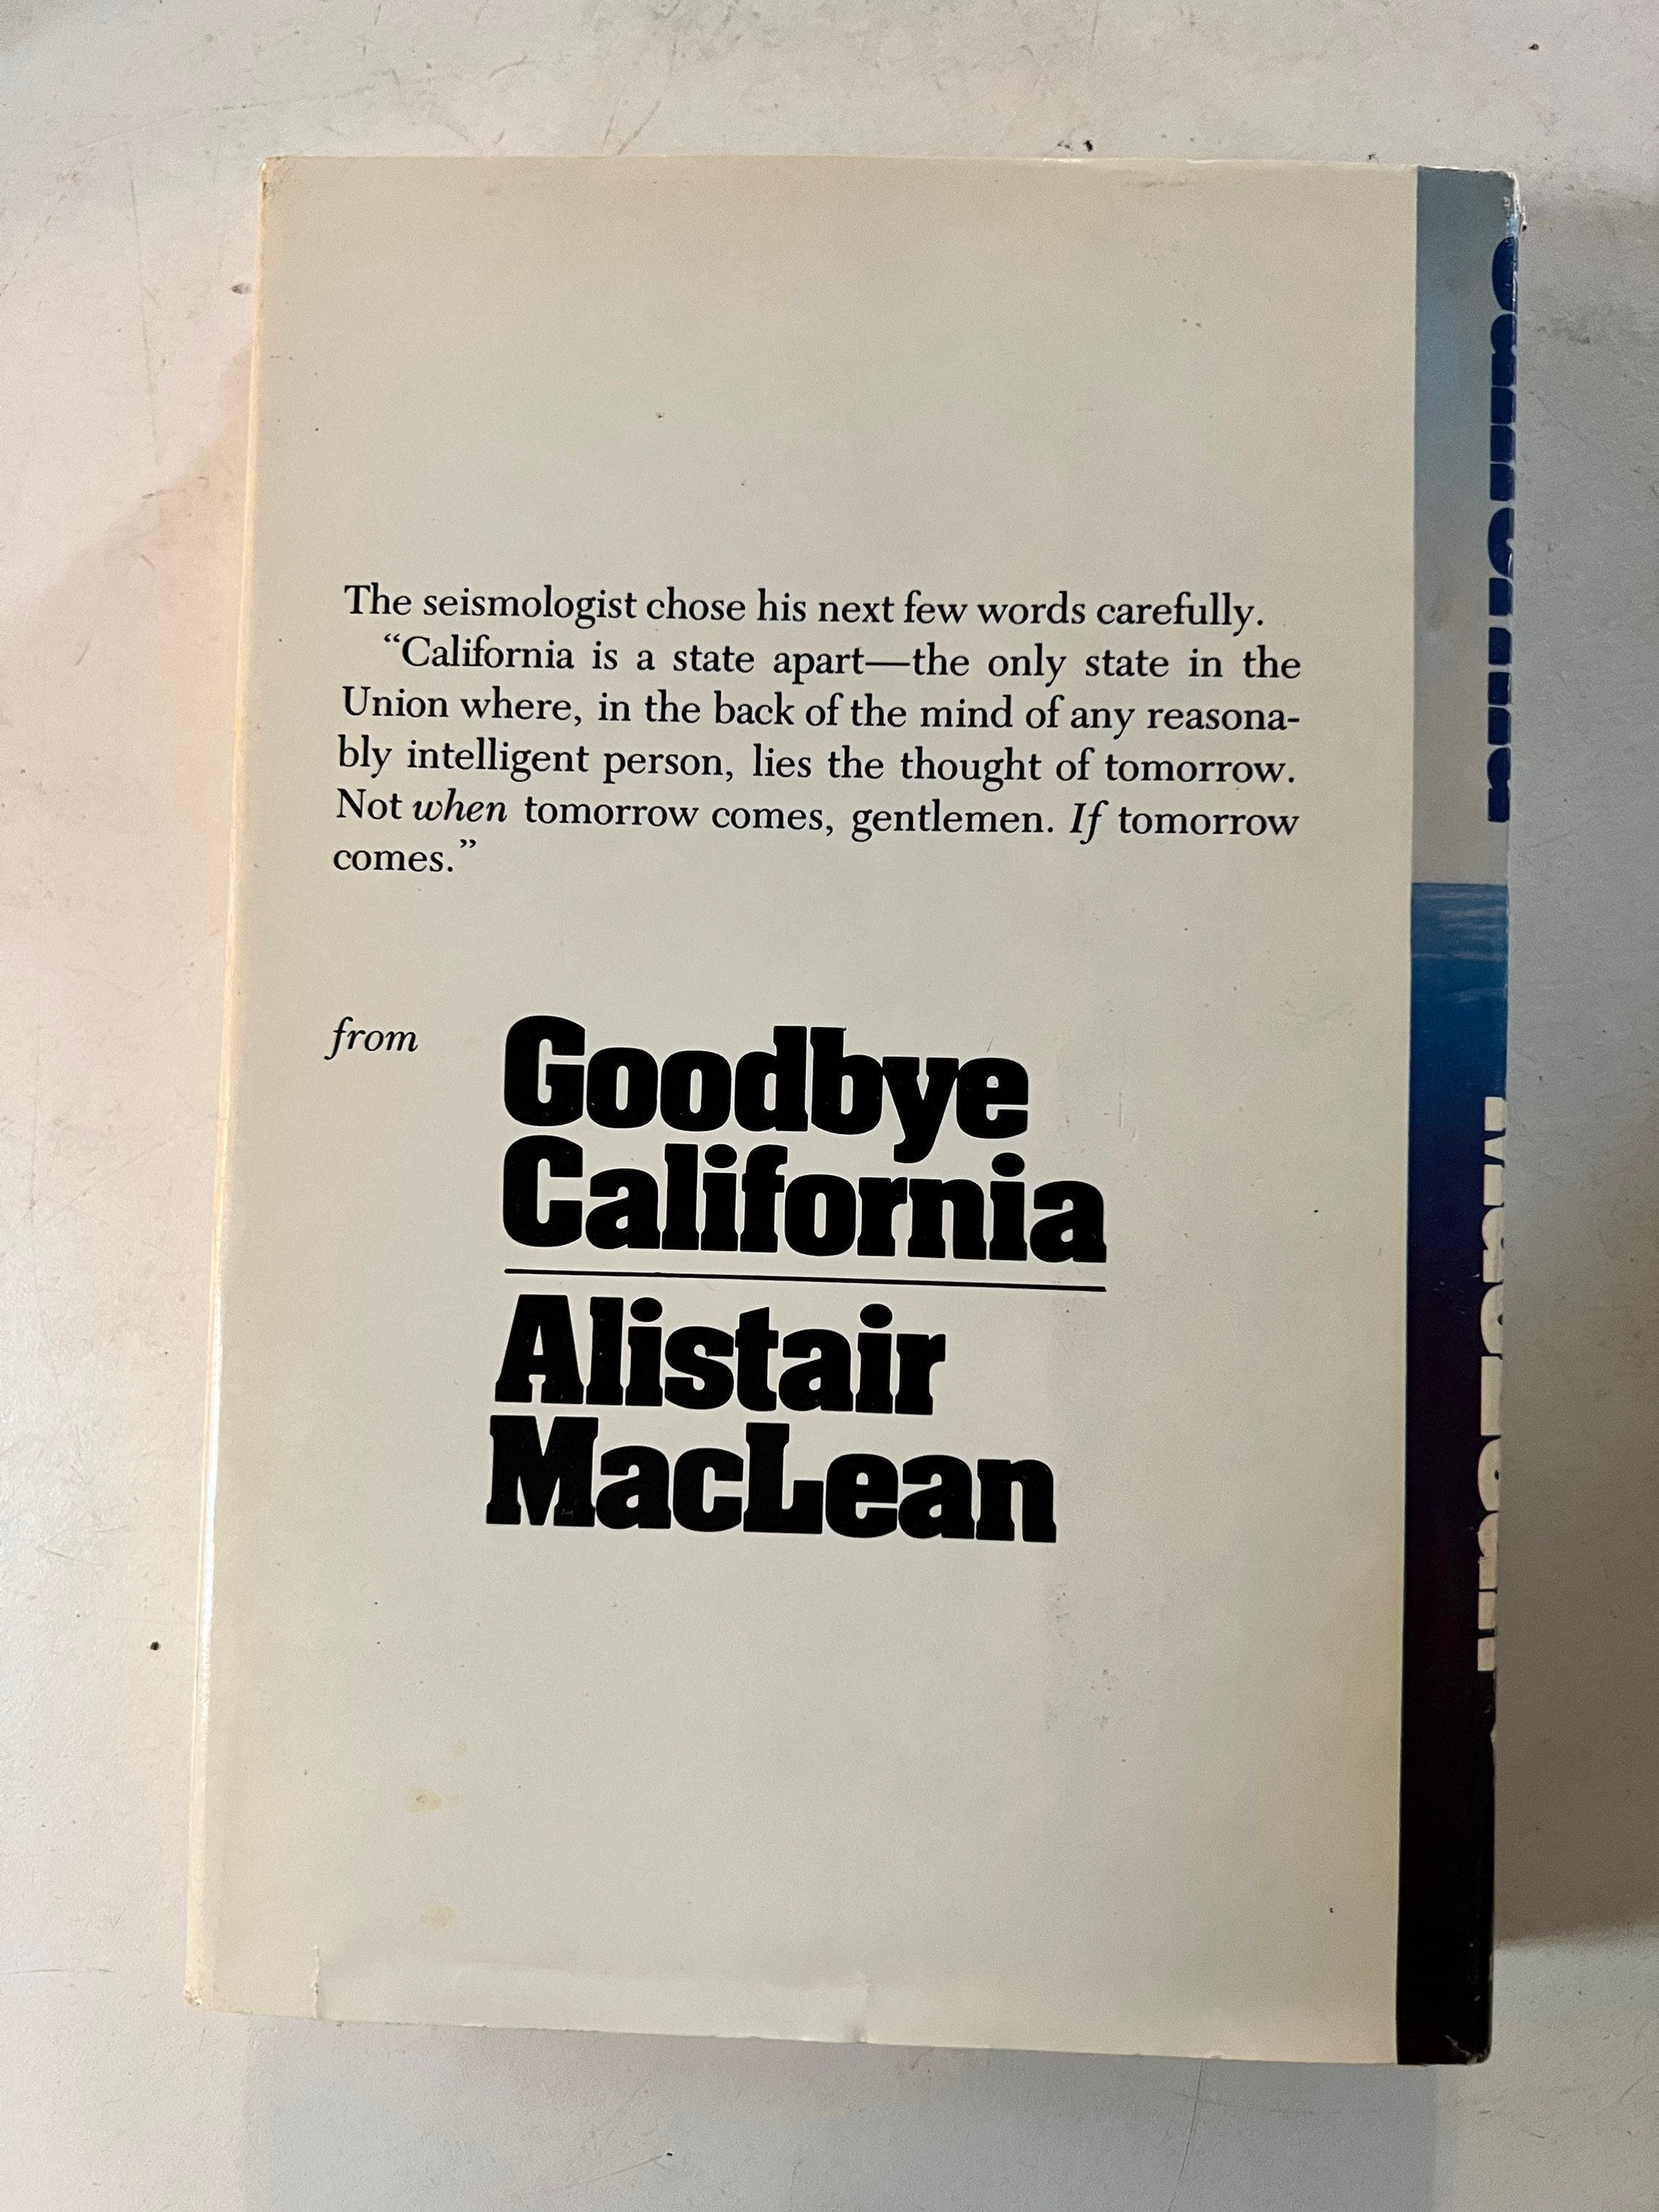 The seismologist chose his next few words carefully.
“California is a state apart—the only state in the
Union where, in the back of the mind of any reasona-
bly intelligent person, lies the thought of tomorrow.
Not when tomorrow comes, gentlemen. If tomorrow
comes.”
from
Goodbye
California
Alistair
MacLean